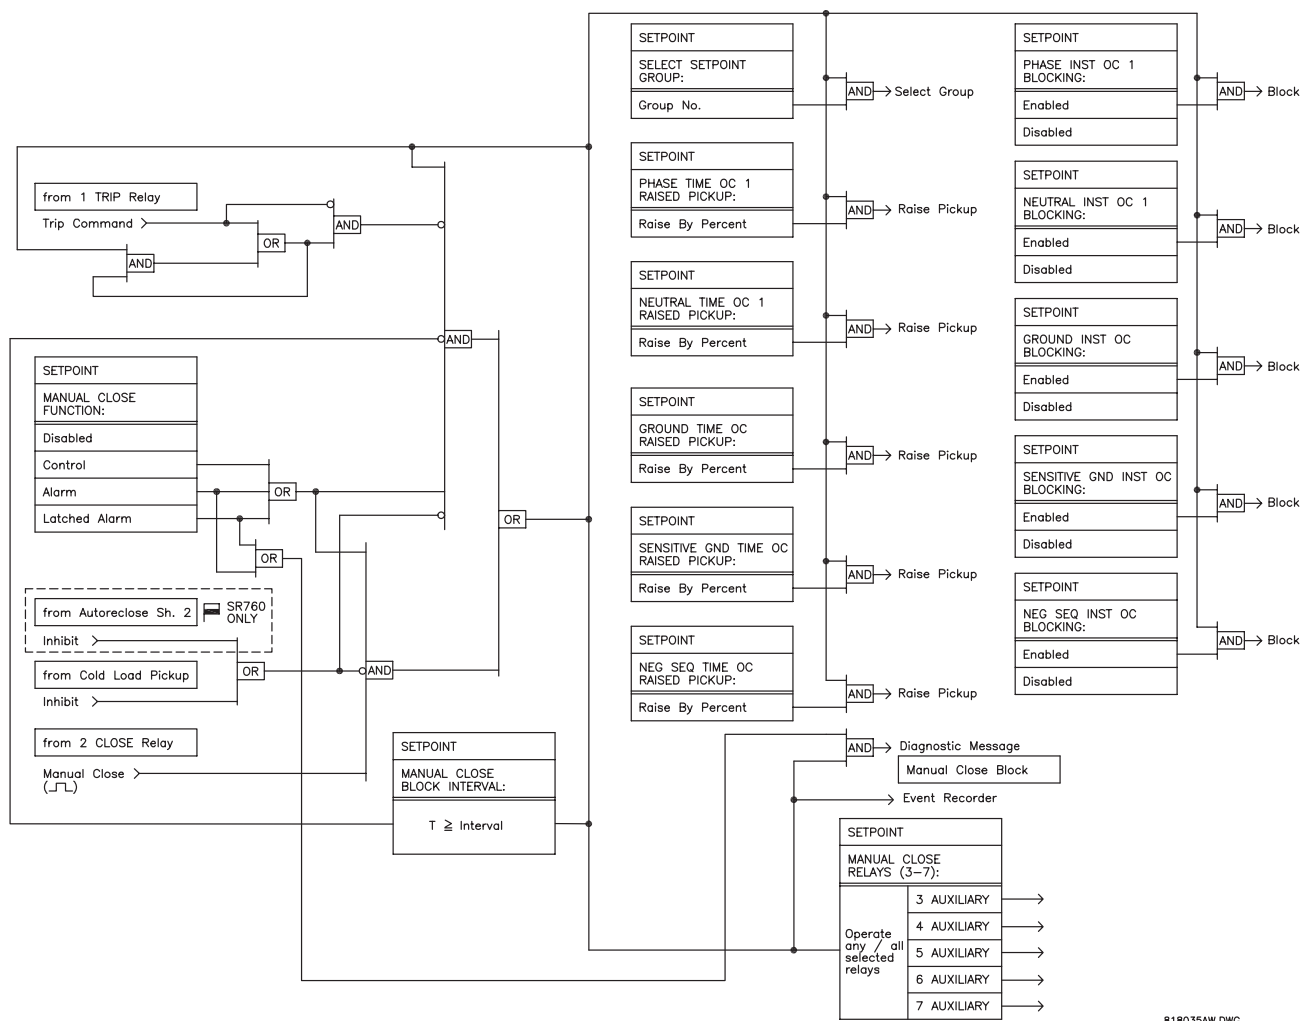 from 1 TRIP Relay
Trip Command
AND
OR
AND
AND
SETPOINT
MANUAL CLOSE
FUNCTION:
Disabled
Control
Alarm
Latched Alarm
OR
OR
from Autoreclose Sh. 2
SR760
ONLY
Inhibit
from Cold Load Pickup
Inhibit
OR
AND
OR
from 2 CLOSE Relay
Manual Close
( )
SETPOINT
MANUAL CLOSE
BLOCK INTERVAL:
T ≧ Interval
SETPOINT
SELECT SETPOINT
GROUP:
Group No.
AND
Select Group
SETPOINT
PHASE TIME OC 1
RAISED PICKUP:
Raise By Percent
AND
Raise Pickup
SETPOINT
NEUTRAL TIME OC 1
RAISED PICKUP:
Raise By Percent
AND
Raise Pickup
SETPOINT
GROUND TIME OC
RAISED PICKUP:
Raise By Percent
AND
Raise Pickup
SETPOINT
SENSITIVE GND TIME OC
RAISED PICKUP:
Raise By Percent
AND
Raise Pickup
SETPOINT
NEG SEQ TIME OC
RAISED PICKUP:
Raise By Percent
AND
Raise Pickup
SETPOINT
PHASE INST OC 1
BLOCKING:
Enabled
Disabled
AND
Block
SETPOINT
NEUTRAL INST OC 1
BLOCKING:
Enabled
Disabled
AND
Block
SETPOINT
GROUND INST OC
BLOCKING:
Enabled
Disabled
AND
Block
SETPOINT
SENSITIVE GND INST OC
BLOCKING:
Enabled
Disabled
AND
Block
SETPOINT
NEG SEQ INST OC
BLOCKING:
Enabled
Disabled
AND
Block
AND
Diagnostic Message
Manual Close Block
Event Recorder
SETPOINT
MANUAL CLOSE
RELAYS (3-7):
Operate
any / all
selected
relays
3 AUXILIARY
4 AUXILIARY
5 AUXILIARY
6 AUXILIARY
7 AUXILIARY
818035AW.DWG